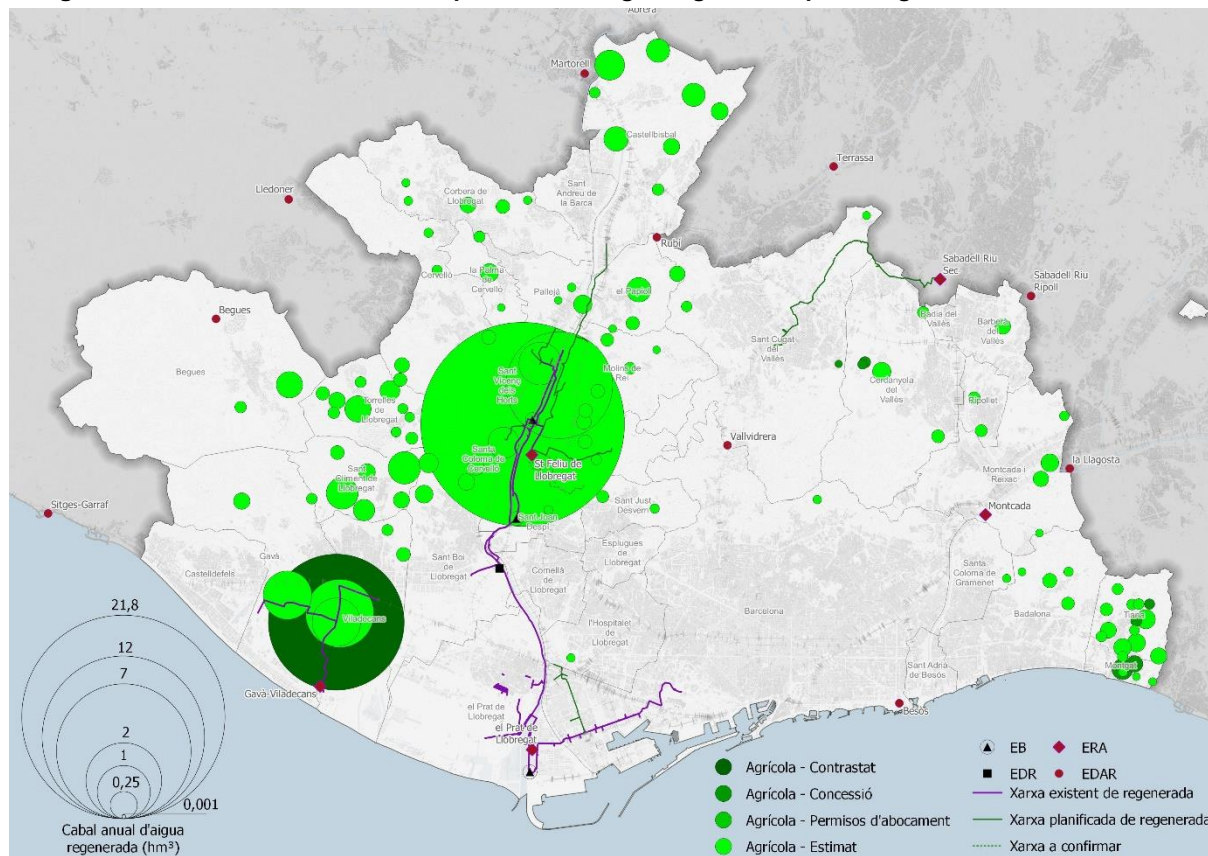 Abrera
Martorell
Castellbisbal
Terrassa
Lledoner
Corbera de
Llobregat
Sant
Andreu de
la Barca
Rubí
Cervelló
la Palma
de
Cervelló
Pallejà
el Papiol
Sabadell Riu
Sec
Sabadell Riu
Ripoll
Begues
Begues
Badia del
Vallès
Barberà
del
Vallès
Sant Cugat
del
Vallès
Sant
Vicenç
dels
Horts
Molins de
Rei
Cerdanyola
del
Vallès
Ripollet
Torrelles
de
Llobregat
Vallvidrera
Santa
Coloma de
Cervelló
St Feliu de
Llobregat
la Llagosta
Montcada i
Reixac
Sant
Climent de
Llobregat
Sant Just
Desvern
Montcada
Sitges-Garraf
Sant Joan
Despí
Gavà
Castelldefels
Sant Boi
de
Llobregat
Cornellà
de
Llobregat
Esplugues
de
Llobregat
Santa
Coloma de
Gramenet
Badalona
Tiana
Montgat
Viladecans
Barcelona
l'Hospitalet
de
Llobregat
Gavà-Viladecans
Sant Adrià
de Besòs
Besòs
el Prat de
Llobregat
el Prat de
Llobregat
21,8
12
7
2
1
0,25
0,001
Cabal anual d'aigua
regenerada (hm³)
Agrícola - Contrastat
Agrícola - Concessió
Agrícola - Permisos d'abocament
Agrícola - Estimat
EB
ERA
EDR
EDAR
Xarxa existent de regenerada
Xarxa planificada de regenerada
Xarxa a confirmar